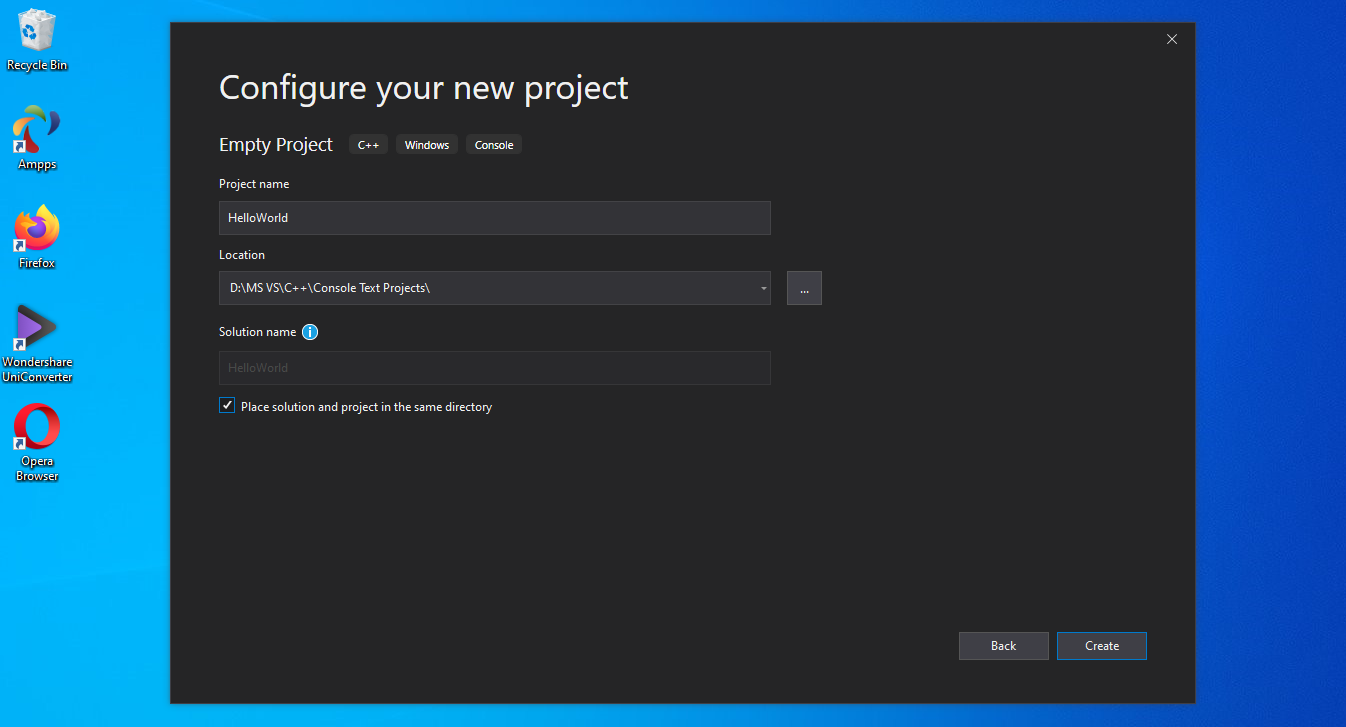 Recycle Bin
Ampps
Firefox
Wondershare
UniConverter
Opera
Browser
Configure your new project
Empty Project C++ Windows Console
Project name
HelloWorld
Location
D:\MS VS\C++\Console Text Projects\
...
Solution name
HelloWorld
Place solution and project in the same directory
Back Create